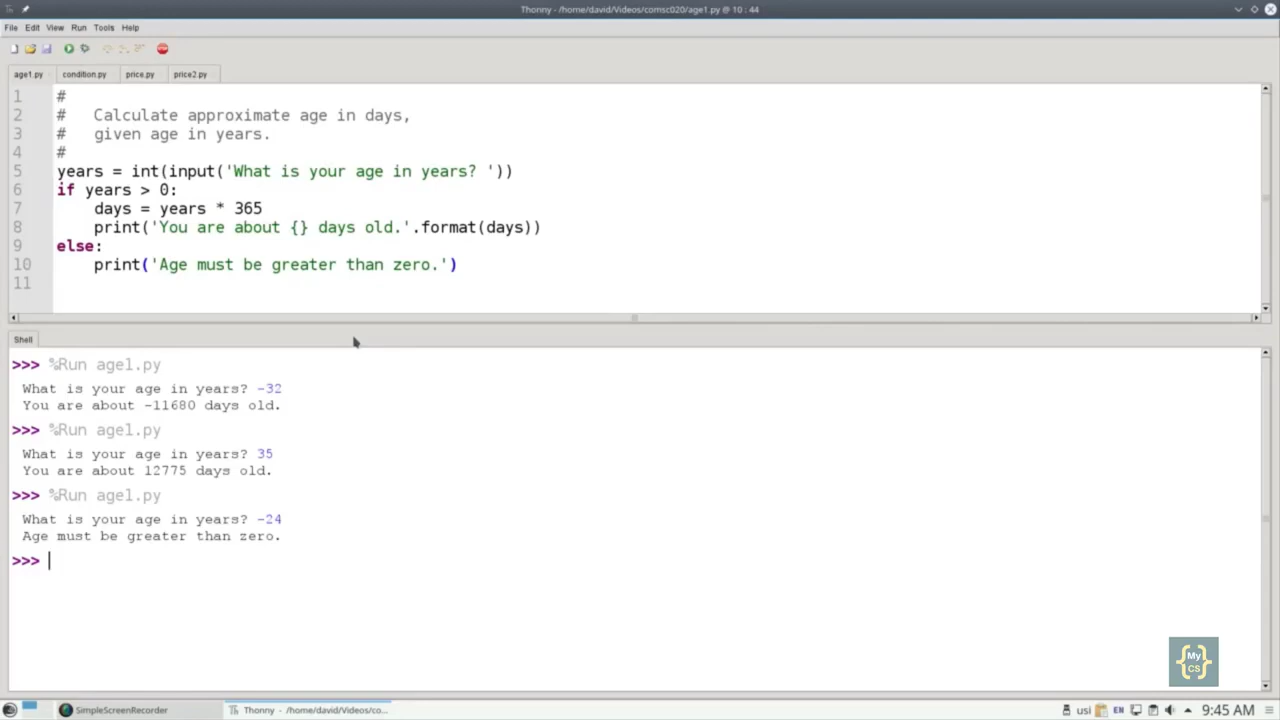 Thonny - /home/david/Videos/comsc020/age1.py @ 10 : 44
File Edit View Run Tools Help
age1.py condition.py price.py price2.py
1 #
2 #   Calculate approximate age in days,
3 #   given age in years.
4 #
5 years = int(input('What is your age in years? '))
6 if years > 0:
7     days = years * 365
8     print('You are about {} days old.'.format(days))
9 else:
10     print('Age must be greater than zero.')
11
Shell
>>> %Run age1.py
What is your age in years? -32
You are about -11680 days old.
>>> %Run age1.py
What is your age in years? 35
You are about 12775 days old.
>>> %Run age1.py
What is your age in years? -24
Age must be greater than zero.
>>>
{My CS}
SimpleScreenRecorder Thonny - /home/david/Videos/co... usi EN 9:45 AM